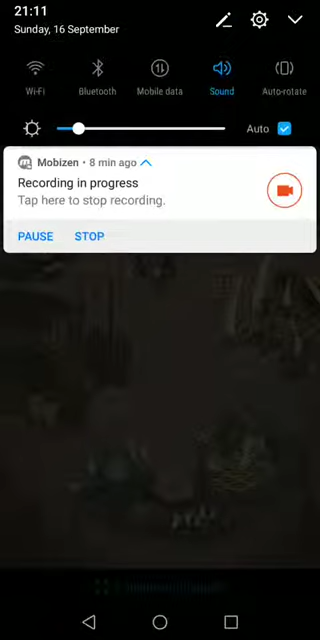 21:11
Sunday, 16 September
Wi-Fi
Bluetooth
Mobile data
Sound
Auto-rotate
Auto
Mobizen • 8 min ago
Recording in progress
Tap here to stop recording.
PAUSE STOP